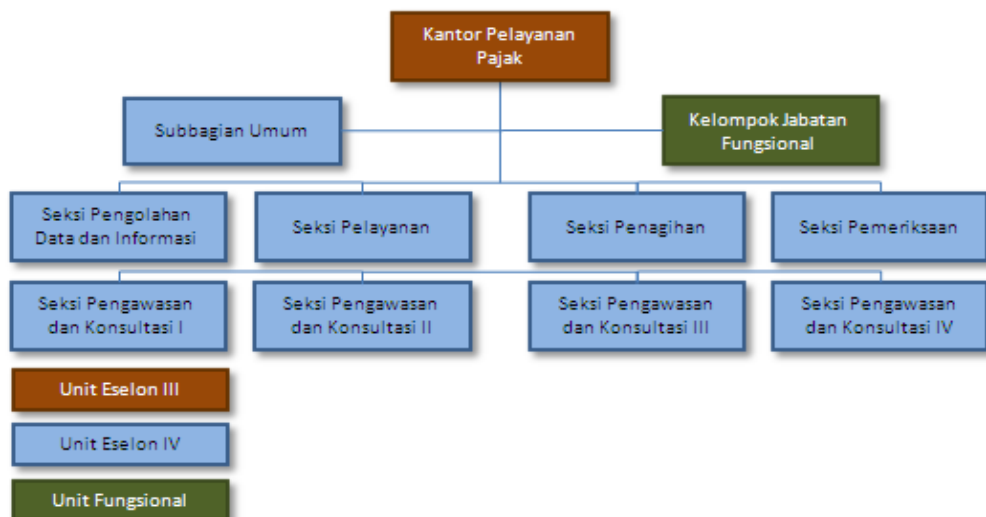 Kantor Pelayanan
Pajak
Subbagian Umum
Kelompok Jabatan
Fungsional
Seksi Pengolahan
Data dan Informasi
Seksi Pelayanan
Seksi Penagihan
Seksi Pemeriksaan
Seksi Pengawasan
dan Konsultasi I
Seksi Pengawasan
dan Konsultasi II
Seksi Pengawasan
dan Konsultasi III
Seksi Pengawasan
dan Konsultasi IV
Unit Eselon III
Unit Eselon IV
Unit Fungsional